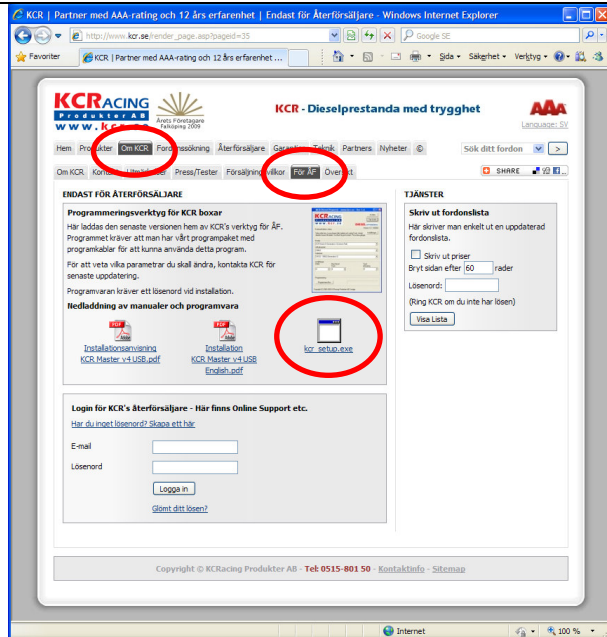 KCR | Partner med AAA-rating och 12 års erfarenhet | Endast för Återförsäljare - Windows Internet Explorer
http://www.kcr.se/render_page.asp?pageid=35
Google SE
Favoriter
KCR | Partner med AAA-rating och 12 års erfarenhet ...
Sida Säkerhet Verktyg
KCRACING
Produkter AB
Årets Företagare
Falköping 2009
KCR - Dieselprestanda med trygghet
AAA
Language: SV
Hem Produkter Om KCR Fordonssökning Återförsäljare Garantier Teknik Partners Nyheter ©
Sök ditt fordon >
Om KCR Kontakt Utmärkelser Press/Tester Försäljningsvillkor För ÅF Översikt
SHARE
ENDAST FÖR ÅTERFÖRSÄLJARE
Programmeringsverktyg för KCR boxar
Här laddas den senaste versionen hem av KCR's verktyg för ÅF.
Programmet kräver att man har vårt programpaket med
programkablar för att kunna använda detta program.
För att veta vilka parametrar du skall ändra, kontakta KCR för
senaste uppdatering.
Programvaran kräver ett lösenord vid installation.
Nedladdning av manualer och programvara
PDF
Adobe
Installationsanvisning
KCR Master v4 USB.pdf
PDF
Adobe
Installation
KCR Master v4 USB
English.pdf
kcr_setup.exe
TJÄNSTER
Skriv ut fordonslista
Här skriver man enkelt ut en uppdaterad
fordonslista.
Skriv ut priser
Bryt sidan efter 60 rader
Lösenord:
(Ring KCR om du inte har lösen)
Visa Lista
Login för KCR's återförsäljare - Här finns Online Support etc.
Har du inget lösenord? Skapa ett här
E-mail
Lösenord
Logga in
Glömt ditt lösen?
Copyright © KCRacing Produkter AB - Tel: 0515-801 50 - Kontaktinfo - Sitemap
Internet
100 %